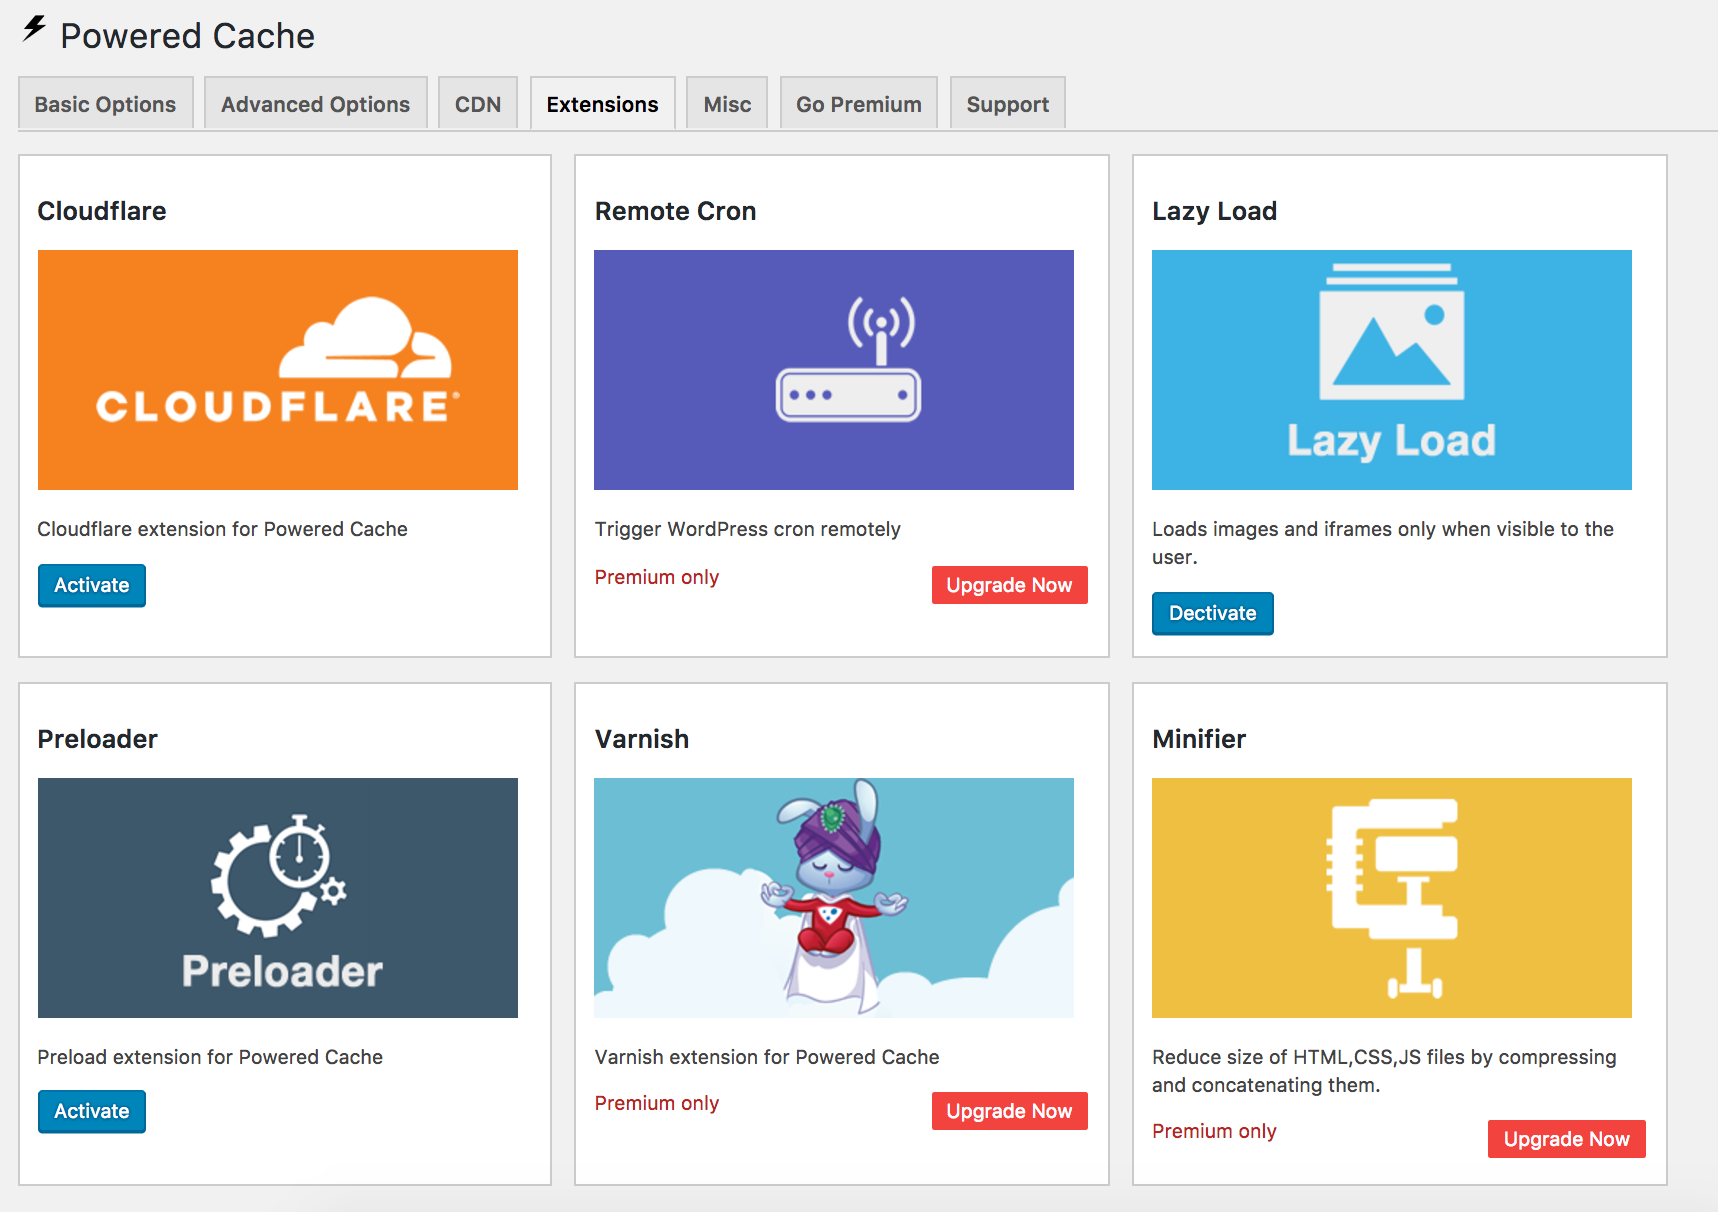 Powered Cache
Basic Options
Advanced Options
CDN
Extensions
Misc
Go Premium
Support
Cloudflare
CLOUDFLARE®
Cloudflare extension for Powered Cache
Activate
Remote Cron
Trigger WordPress cron remotely
Premium only
Upgrade Now
Lazy Load
Lazy Load
Loads images and iframes only when visible to the
user.
Dectivate
Preloader
Preloader
Preload extension for Powered Cache
Activate
Varnish
Varnish extension for Powered Cache
Premium only
Upgrade Now
Minifier
Reduce size of HTML,CSS,JS files by compressing
and concatenating them.
Premium only
Upgrade Now